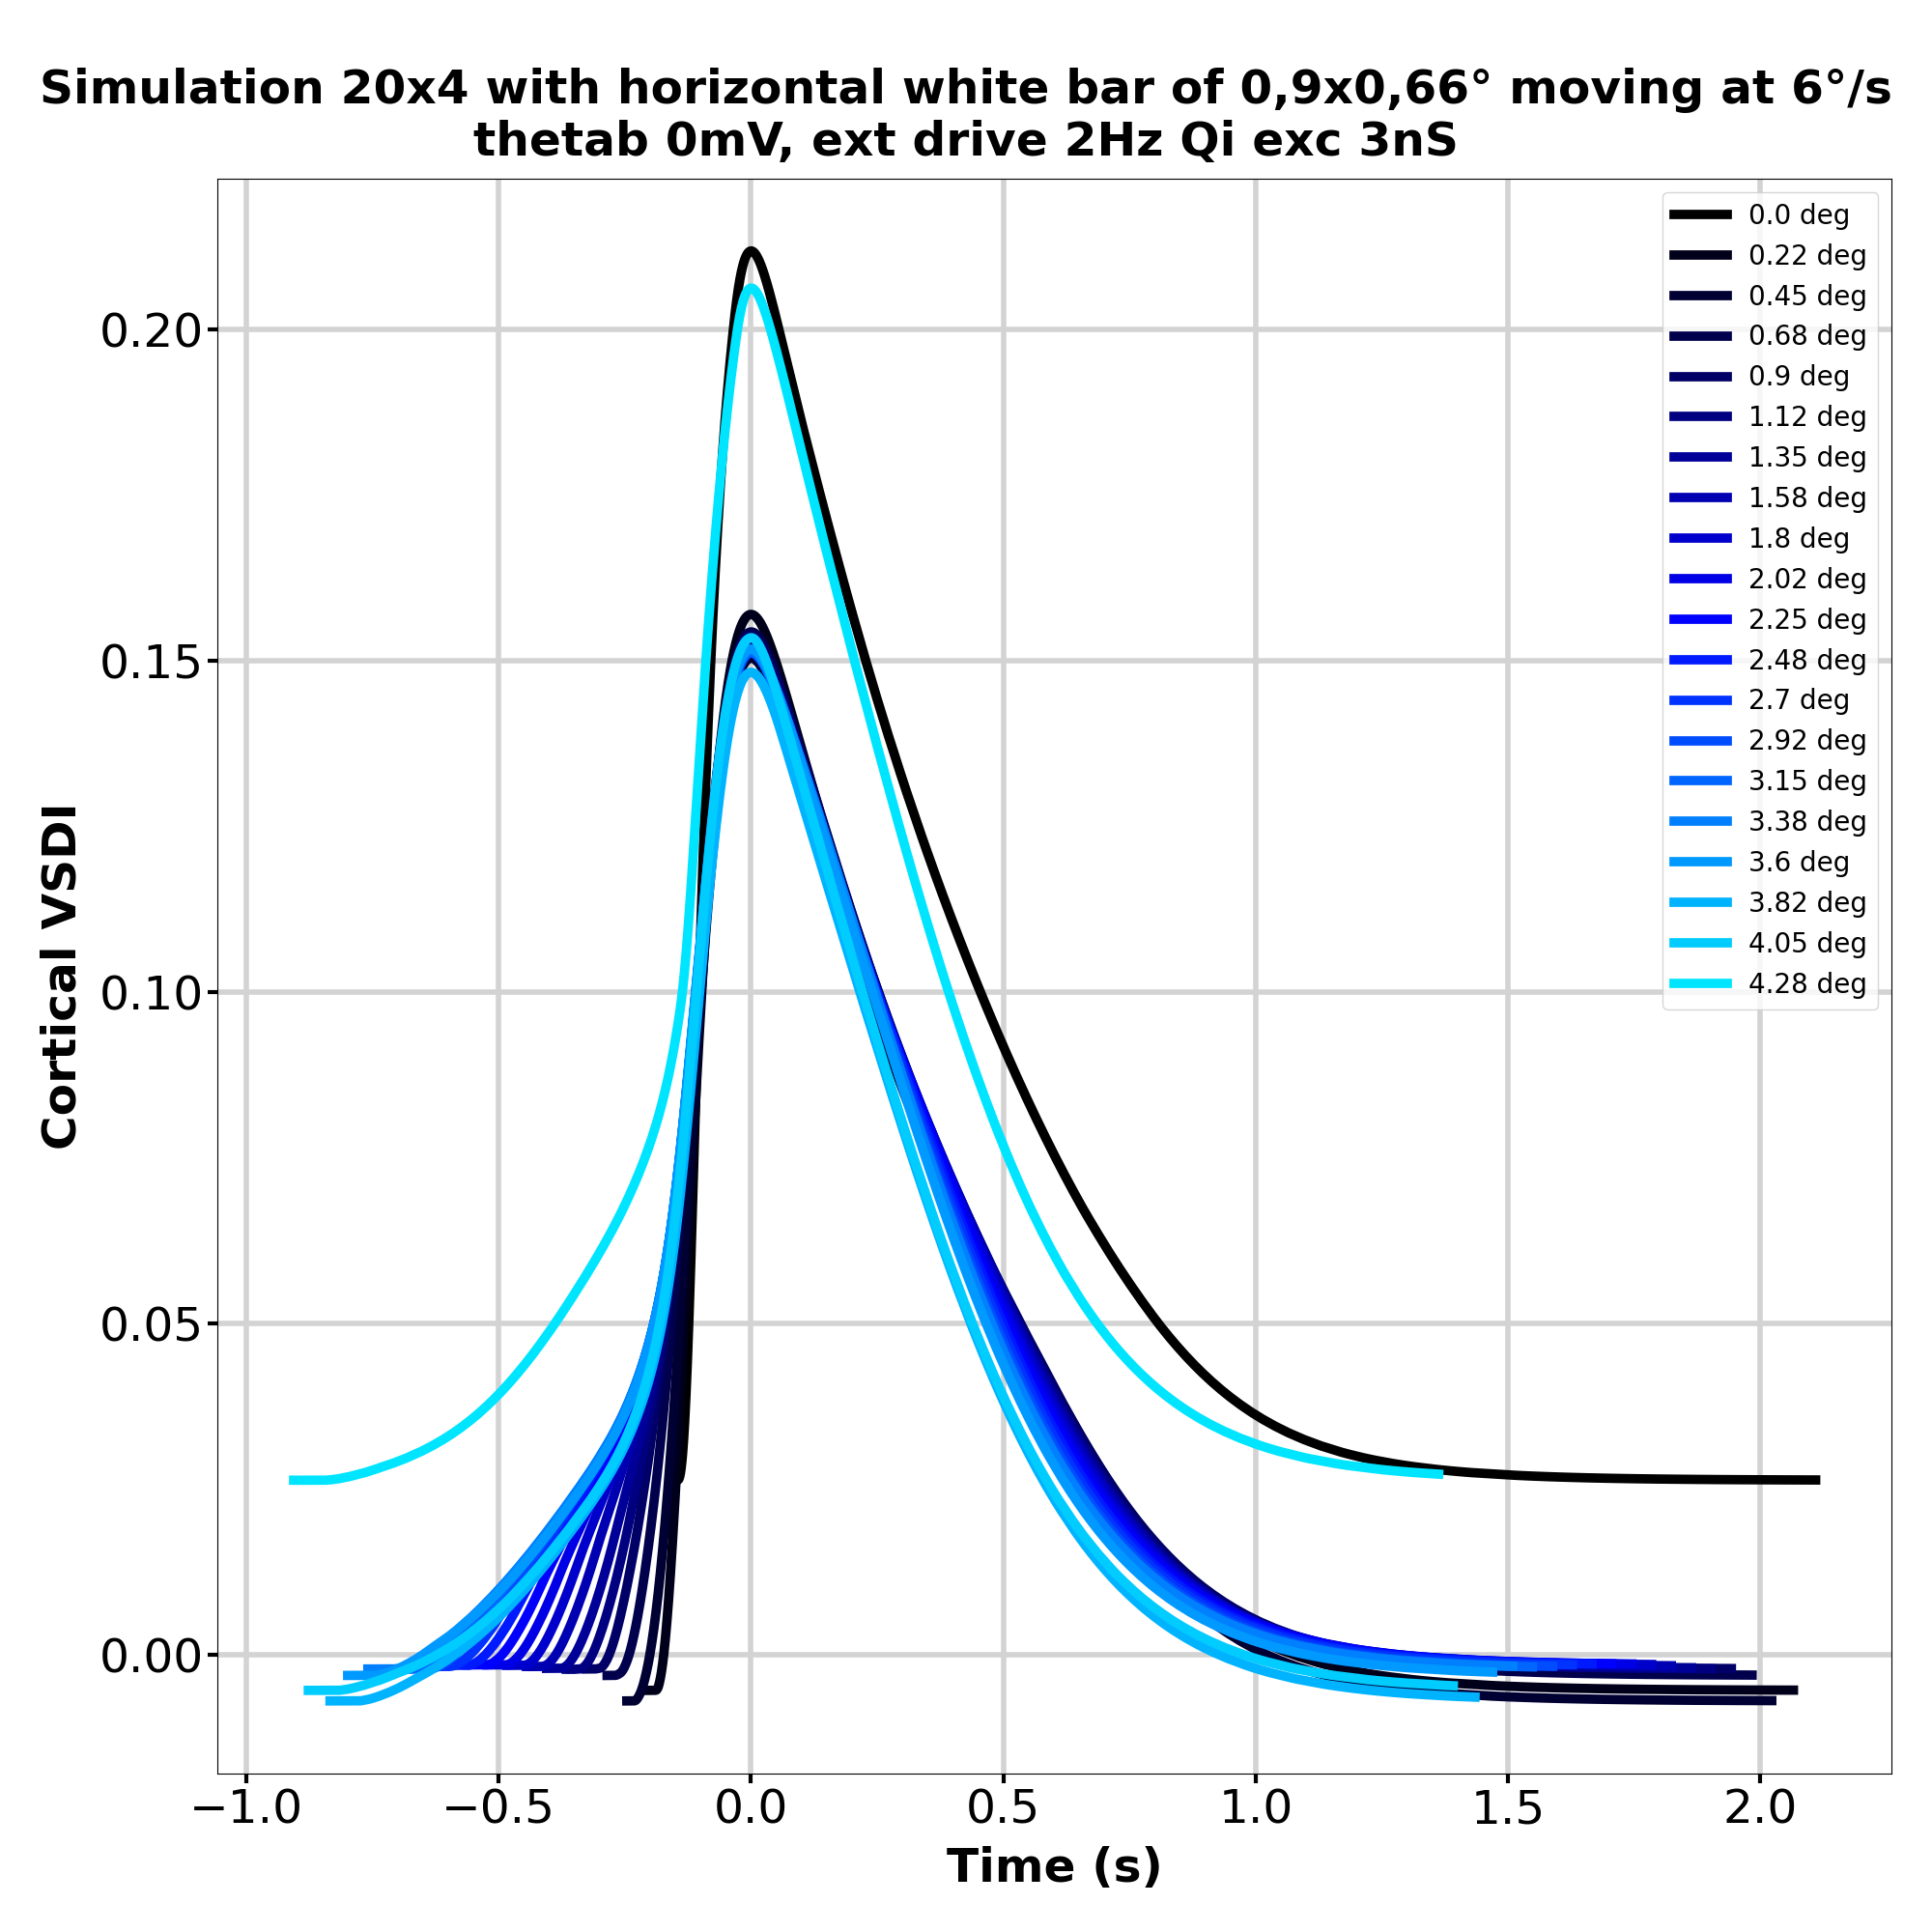 Simulation 20x4 with horizontal white bar of 0,9x0,66° moving at 6°/s
thetab 0mV, ext drive 2Hz Qi exc 3nS
0.0 deg
0.22 deg
0.45 deg
0.68 deg
0.9 deg
1.12 deg
1.35 deg
1.58 deg
1.8 deg
2.02 deg
2.25 deg
2.48 deg
2.7 deg
2.92 deg
3.15 deg
3.38 deg
3.6 deg
3.82 deg
4.05 deg
4.28 deg
0.20
0.15
0.10
0.05
0.00
Cortical VSDI
−1.0 −0.5 0.0 0.5 1.0 1.5 2.0
Time (s)